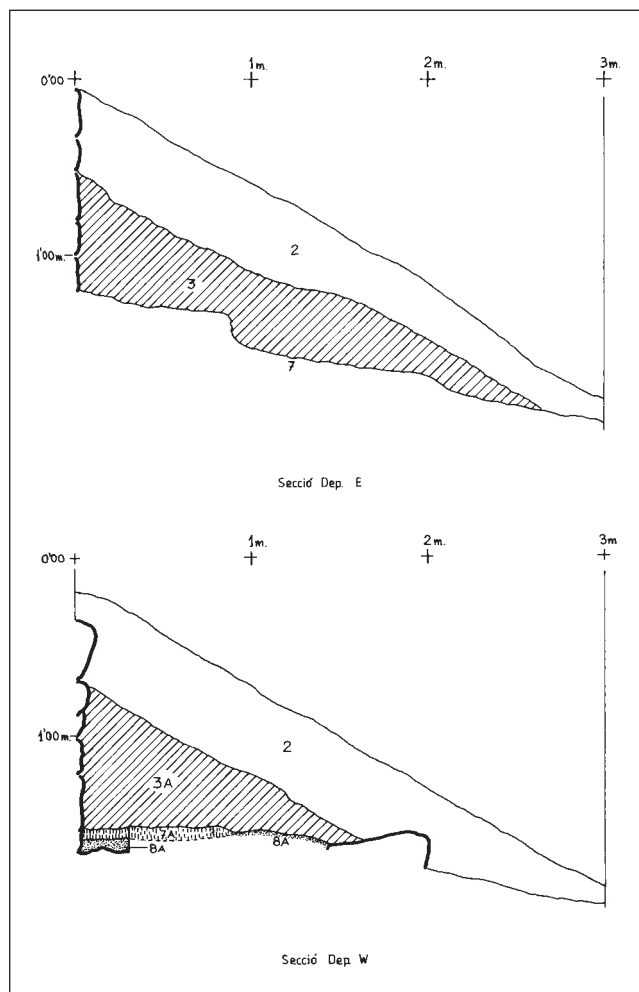 1m. 2m. 3m.
0'00
2
1'00m.
3
7
Secció Dep. E
1m. 2m. 3m
0'00
1'00m.
2
3A
7A
8A
8A
Secció Dep. W